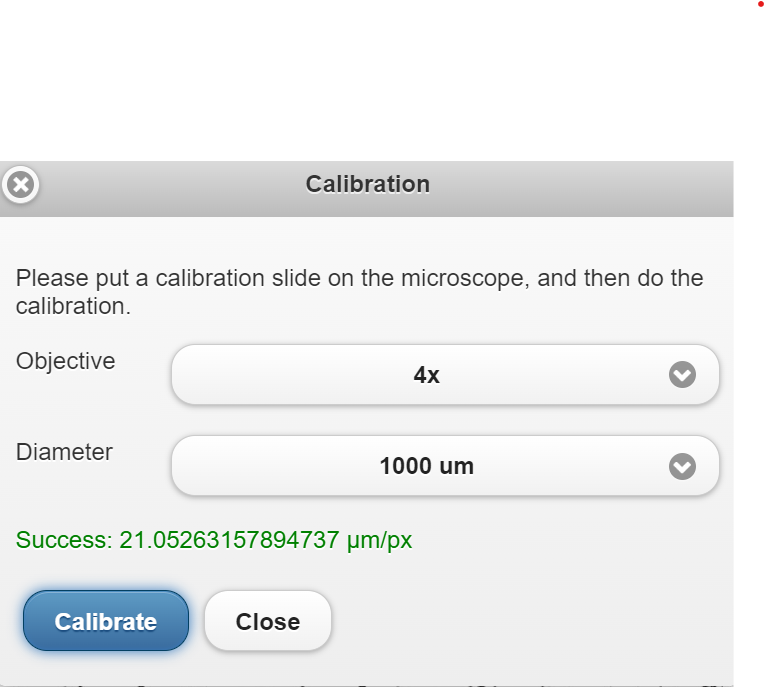 Calibration
Please put a calibration slide on the microscope, and then do the
calibration.
Objective
4x
Diameter
1000 um
Success: 21.05263157894737 μm/px
Calibrate
Close